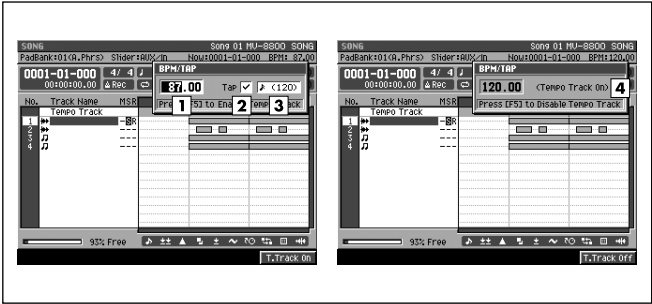 SONG Song 01 MV-8800 SONG
PadBank:01(A.Phrs) Slider:AUX/In Now:01-01-000 BPM: 87.00
BPM/TAP
0001-01-000 4/ 4
00:00:00.00 Rec
87.00 Tap (120)
1 2 3
Press [F5] to Enable Tempo Track
No. Track Name MSR
Tempo Track
1 -SR
2 ---
3 ---
4 ---
93% Free
T.Track On
SONG Song 01 MV-8800 SONG
PadBank:01(A.Phrs) Slider:AUX/In Now:01-01-000 BPM:120.00
BPM/TAP
0001-01-000 4/ 4
00:00:00.00 Rec
120.00 <Tempo Track On> 4
Press [F5] to Disable Tempo Track
No. Track Name MSR
Tempo Track
1 -SR
2 ---
3 ---
4 ---
93% Free
T.Track Off